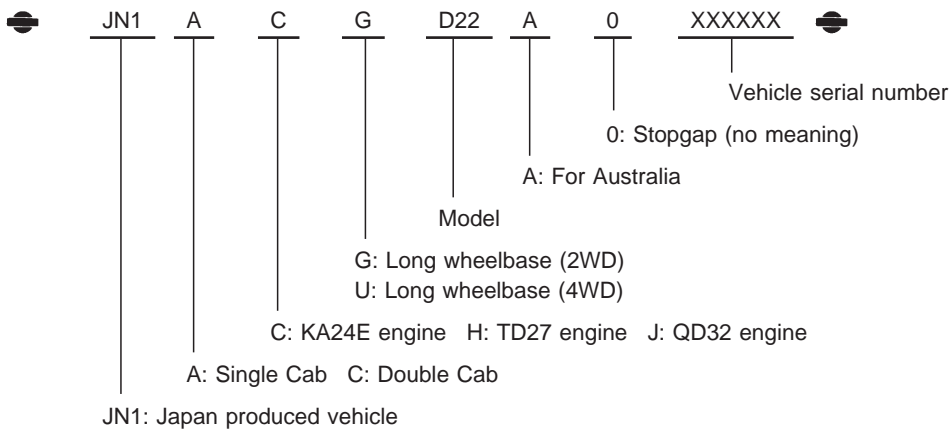 JN1 A C G D22 A 0 XXXXXX
Vehicle serial number
0: Stopgap (no meaning)
A: For Australia
Model
G: Long wheelbase (2WD)
U: Long wheelbase (4WD)
C: KA24E engine H: TD27 engine J: QD32 engine
A: Single Cab C: Double Cab
JN1: Japan produced vehicle